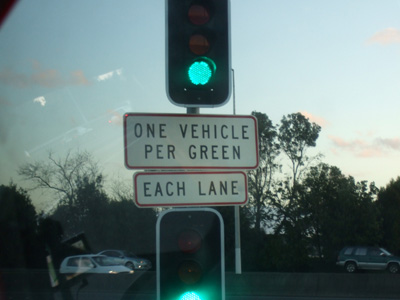 ONE VEHICLE
PER GREEN
EACH LANE